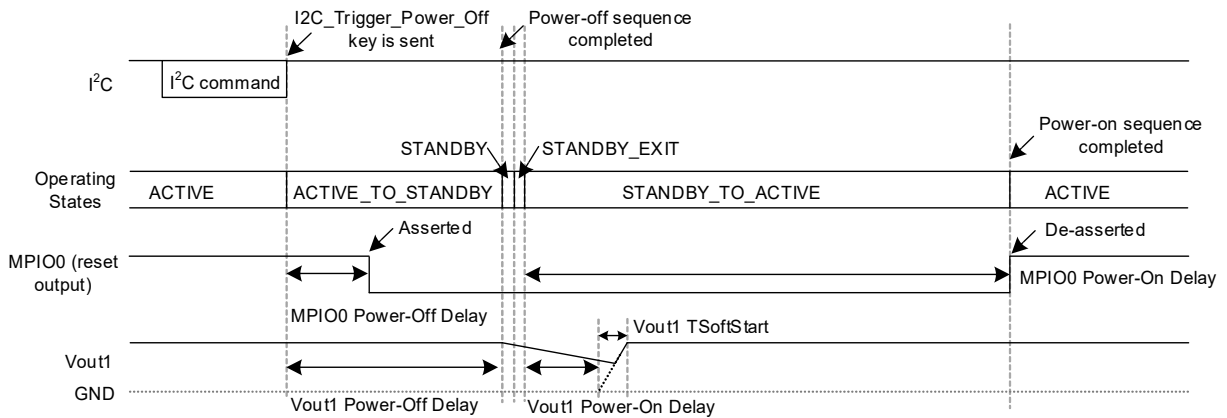 I2C_Trigger_Power_Off
key is sent
Power-off sequence
completed
I²C
I²C command
STANDBY
STANDBY_EXIT
Power-on sequence
completed
Operating
States
ACTIVE
ACTIVE_TO_STANDBY
STANDBY_TO_ACTIVE
ACTIVE
Asserted
De-asserted
MPIO0 (reset
output)
MPIO0 Power-On Delay
MPIO0 Power-Off Delay
Vout1 TSoftStart
Vout1
GND
Vout1 Power-Off Delay
Vout1 Power-On Delay